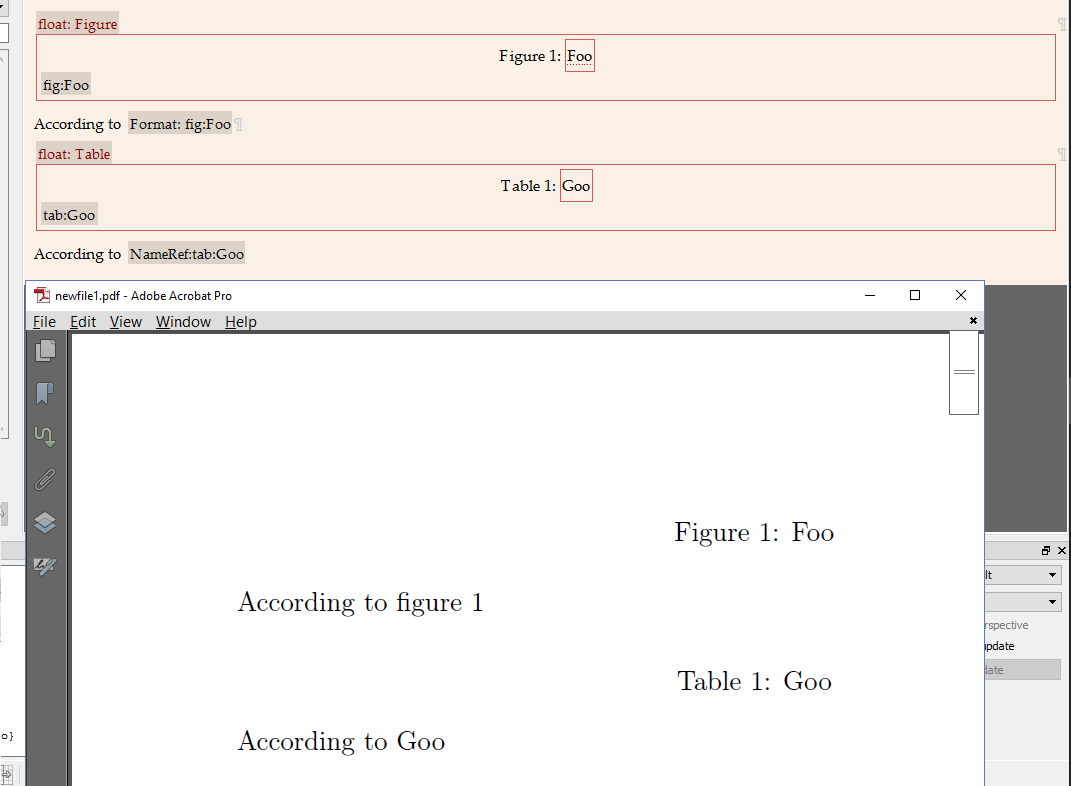 float: Figure ¶
Figure 1: Foo
fig:Foo
According to Format: fig:Foo¶
float: Table ¶
Table 1: Goo
tab:Goo
According to NameRef:tab:Goo
newfile1.pdf - Adobe Acrobat Pro
File Edit View Window Help
Figure 1: Foo
According to figure 1
Table 1: Goo
According to Goo
lt
rspective
update
date
o}